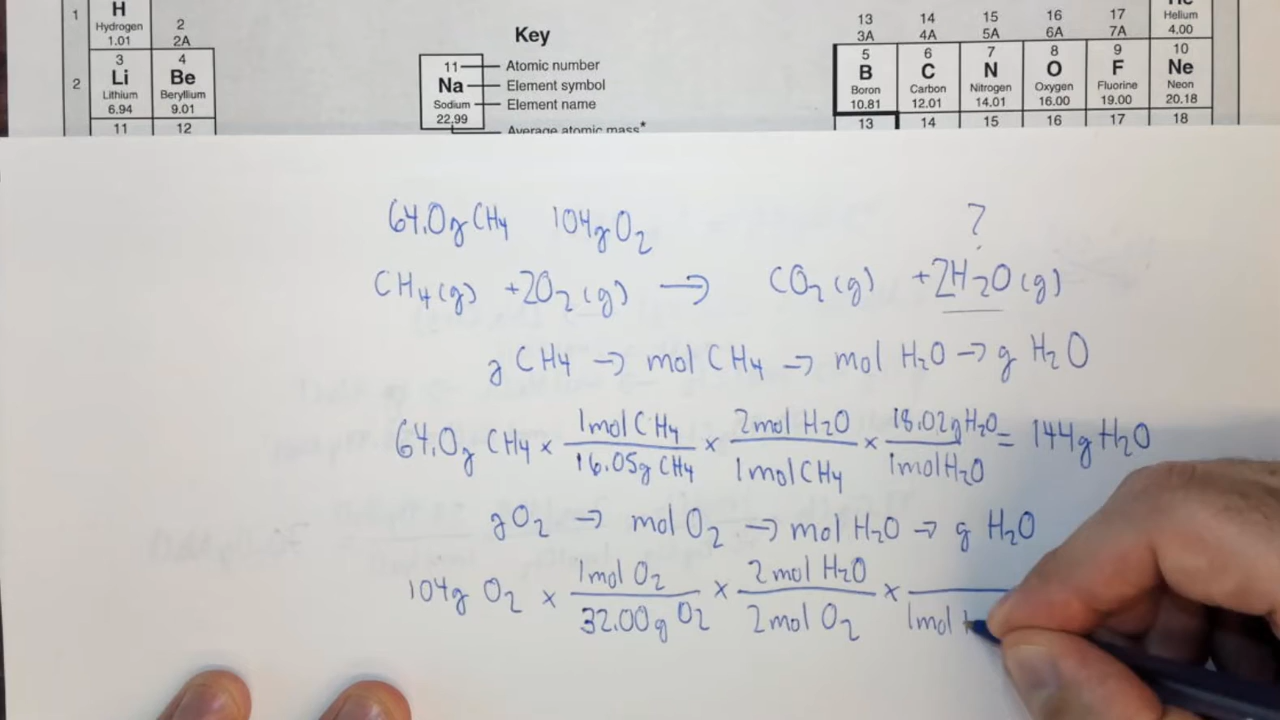 1 H 2 Key 13 14 15 16 17 Helium
Hydrogen 2A 3A 4A 5A 6A 7A 4.00
1.01
3 4 11 Atomic number 5 6 7 8 9 10
2 Li Be Na Element symbol B C N O F Ne
Lithium Beryllium Sodium Element name Boron Carbon Nitrogen Oxygen Fluorine Neon
6.94 9.01 22.99 10.81 12.01 14.01 16.00 19.00 20.18
11 12 Average atomic mass* 13 14 15 16 17 18
64.0g CH4 104g O2 ?
CH4(g) + 2O2(g) → CO2(g) + 2H2O(g)
g CH4 → mol CH4 → mol H2O → g H2O
64.0g CH4 × 1mol CH4 / 16.05g CH4 × 2mol H2O / 1mol CH4 × 18.02g H2O / 1mol H2O = 144g H2O
g O2 → mol O2 → mol H2O → g H2O
104g O2 × 1mol O2 / 32.00g O2 × 2mol H2O / 2mol O2 × 1mol